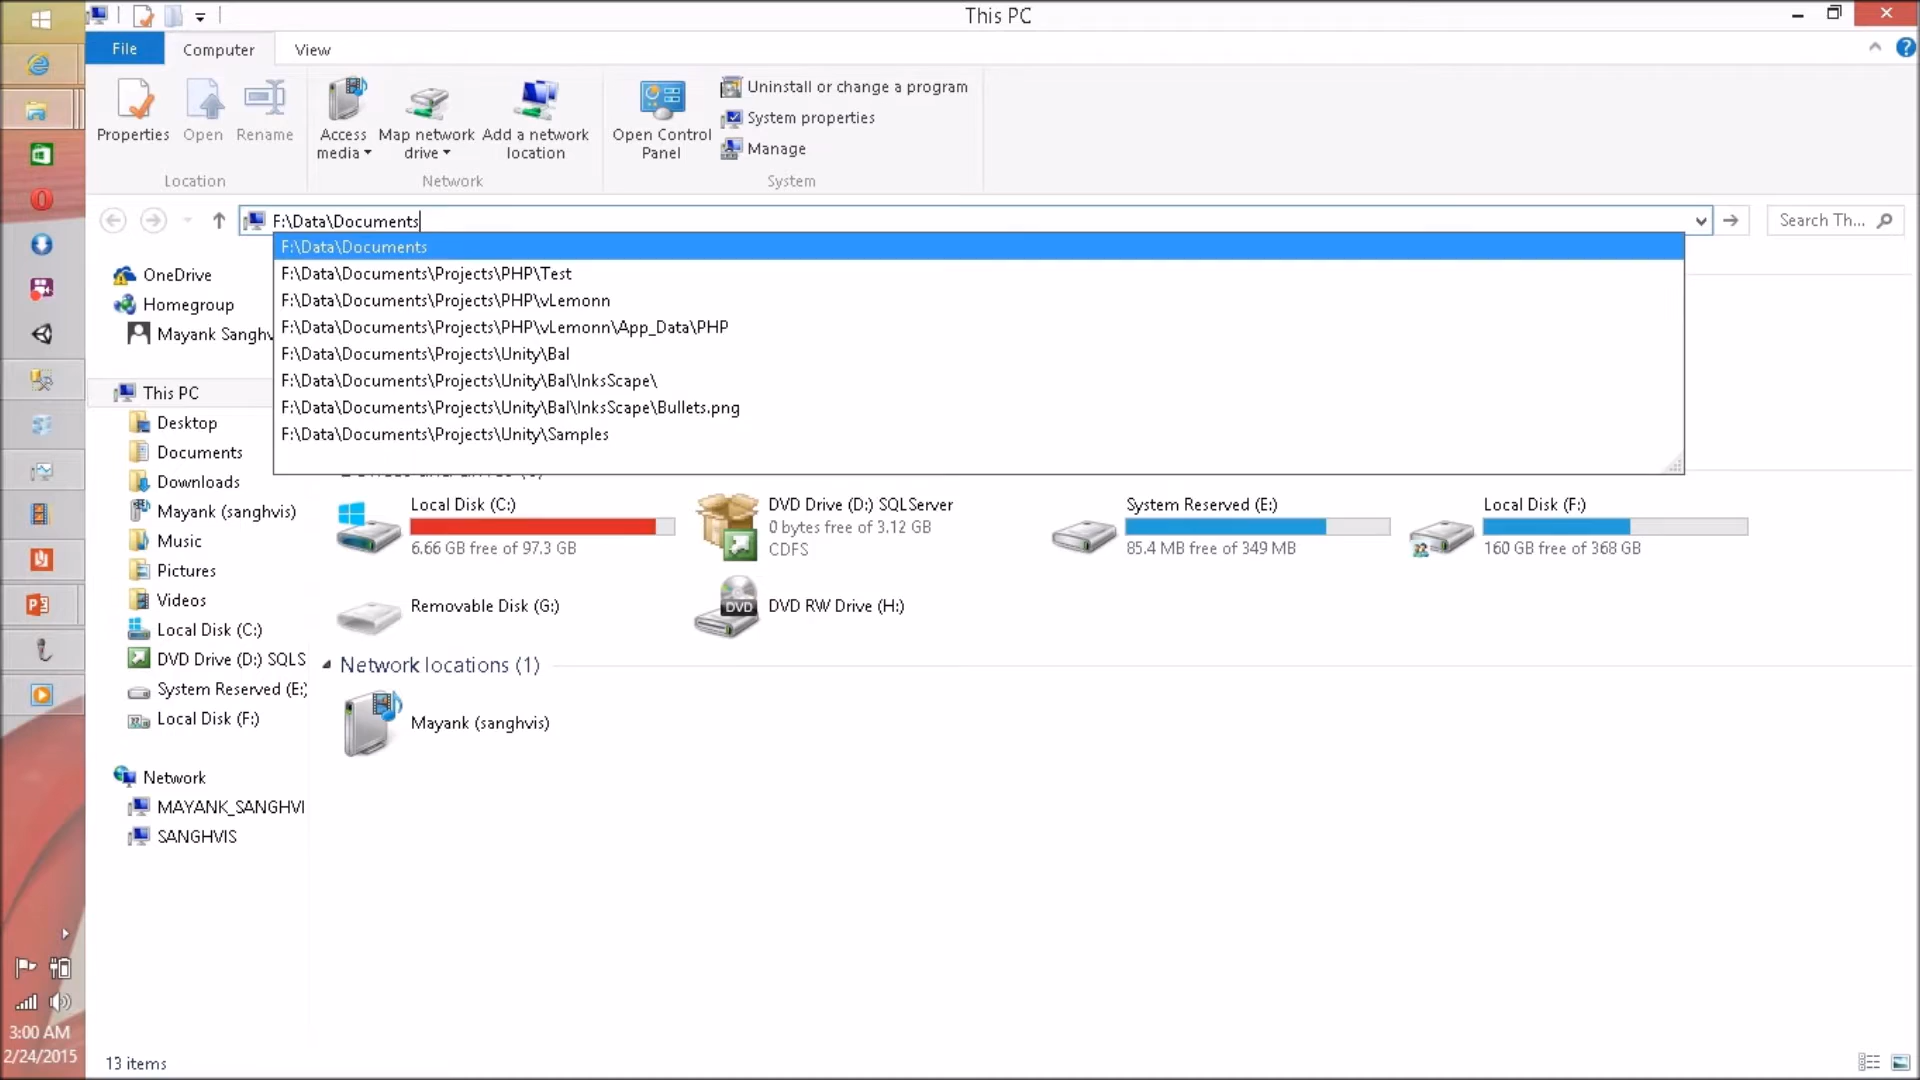 This PC
File
Computer
View
Properties
Open
Rename
Access media
Map network drive
Add a network location
Open Control Panel
Uninstall or change a program
System properties
Manage
Location
Network
System
F:\Data\Documents
Search Th...
F:\Data\Documents
F:\Data\Documents\Projects\PHP\Test
F:\Data\Documents\Projects\PHP\vLemonn
F:\Data\Documents\Projects\PHP\vLemonn\App_Data\PHP
F:\Data\Documents\Projects\Unity\Bal
F:\Data\Documents\Projects\Unity\Bal\InksScape\
F:\Data\Documents\Projects\Unity\Bal\InksScape\Bullets.png
F:\Data\Documents\Projects\Unity\Samples
OneDrive
Homegroup
Mayank Sanghv
This PC
Desktop
Documents
Downloads
Mayank (sanghvis)
Music
Pictures
Videos
Local Disk (C:)
DVD Drive (D:) SQLS
System Reserved (E:)
Local Disk (F:)
Network
MAYANK_SANGHVI
SANGHVIS
Local Disk (C:)
6.66 GB free of 97.3 GB
DVD Drive (D:) SQLServer
0 bytes free of 3.12 GB
CDFS
System Reserved (E:)
85.4 MB free of 349 MB
Local Disk (F:)
160 GB free of 368 GB
Removable Disk (G:)
DVD
DVD RW Drive (H:)
Network locations (1)
Mayank (sanghvis)
3:00 AM
2/24/2015
13 items